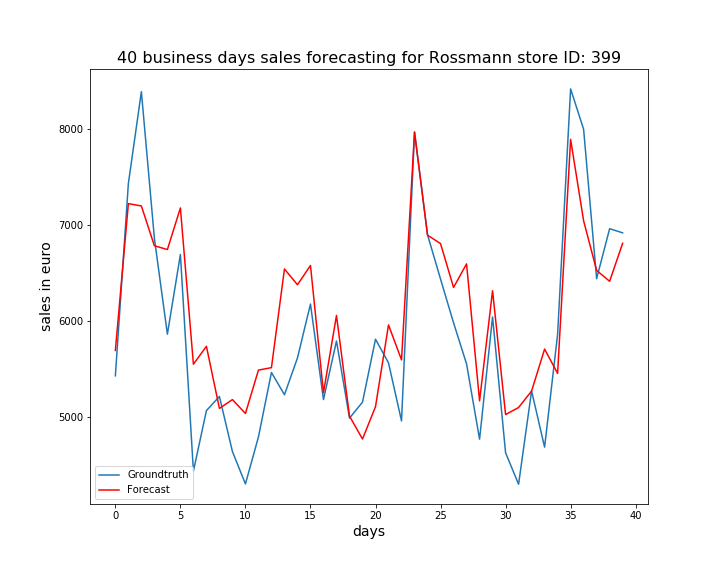 40 business days sales forecasting for Rossmann store ID: 399
sales in euro
8000
7000
6000
5000
Groundtruth
Forecast
0 5 10 15 20 25 30 35 40
days